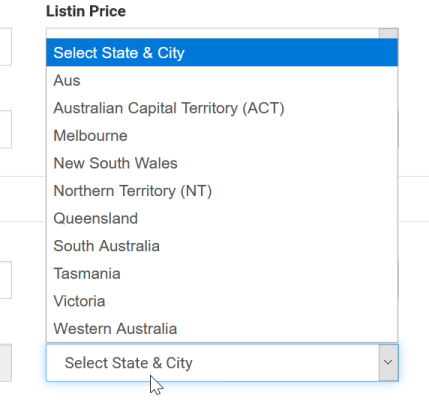 Listin Price
Select State & City
Aus
Australian Capital Territory (ACT)
Melbourne
New South Wales
Northern Territory (NT)
Queensland
South Australia
Tasmania
Victoria
Western Australia
Select State & City